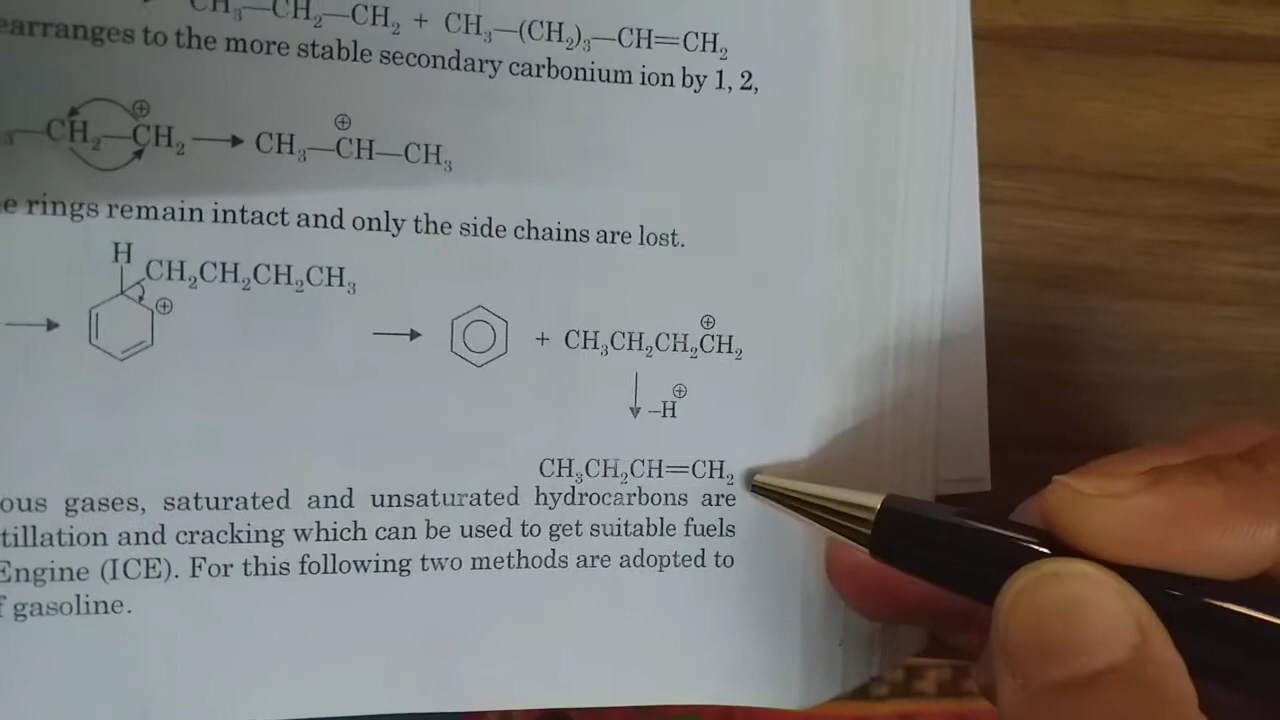 CH₃—CH₂—CH₂ + CH₃—(CH₂)₃—CH=CH₂
earranges to the more stable secondary carbonium ion by 1, 2,
⊕ ⊕
₃—CH₂—CH₂ → CH₃—CH—CH₃
e rings remain intact and only the side chains are lost.
H
CH₂CH₂CH₂CH₃
⊕ ⊕
→ → + CH₃CH₂CH₂CH₂
↓ –H⊕
CH₃CH₂CH=CH₂
ous gases, saturated and unsaturated hydrocarbons are
tillation and cracking which can be used to get suitable fuels
Engine (ICE). For this following two methods are adopted to
f gasoline.